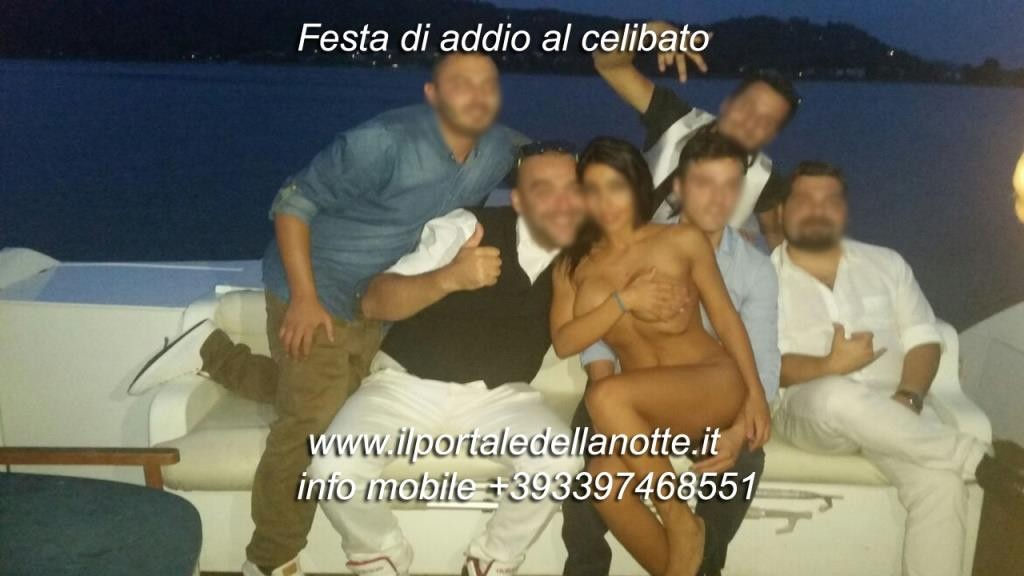 Festa di addio al celibato
www.ilportaledellanotte.it
info mobile +393397468551